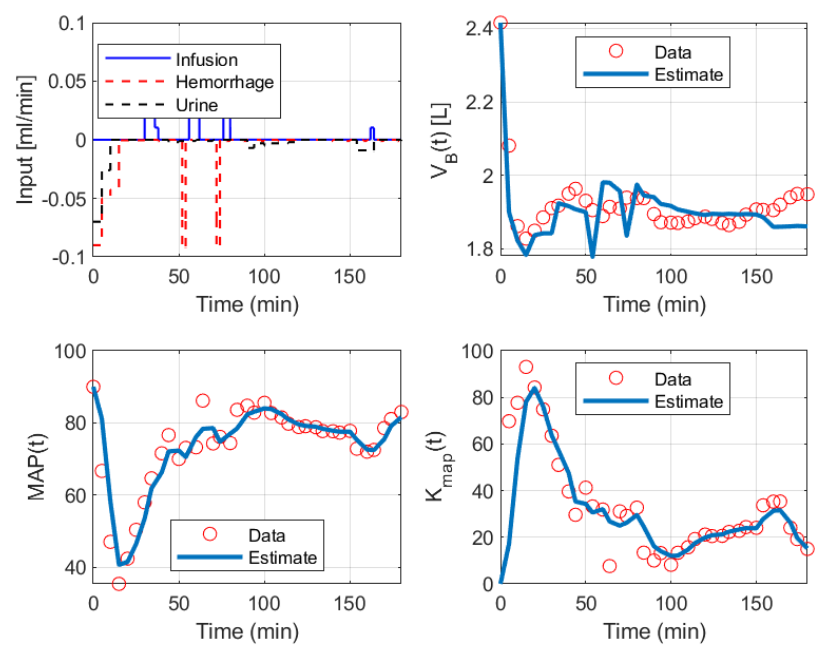 0.1
0.05
0
-0.05
-0.1
Input [ml/min]
Infusion
Hemorrhage
Urine
0 50 100 150
Time (min)
2.4
2.2
2
1.8
V_B(t) [L]
Data
Estimate
0 50 100 150
Time (min)
100
80
60
40
MAP(t)
Data
Estimate
0 50 100 150
Time (min)
100
80
60
40
20
0
K_map(t)
Data
Estimate
0 50 100 150
Time (min)